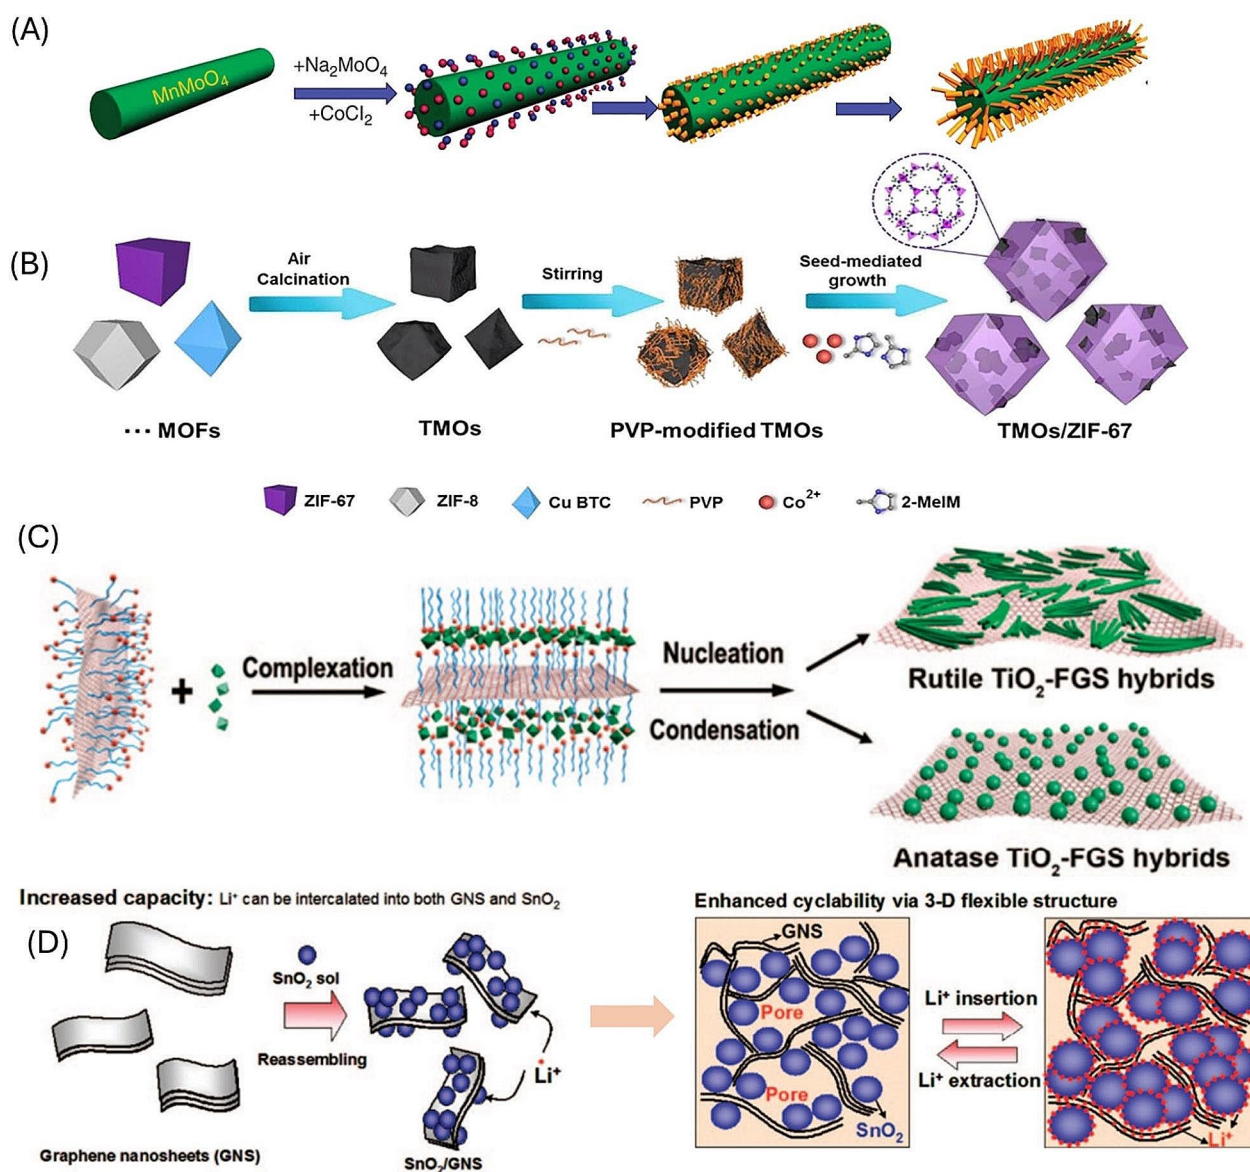 (A)
MnMoO₄
+Na₂MoO₄
+CoCl₂
(B)
Air
Calcination
Stirring
Seed-mediated
growth
··· MOFs
TMOs
PVP-modified TMOs
TMOs/ZIF-67
ZIF-67
ZIF-8
Cu BTC
PVP
Co²⁺
2-MeIM
(C)
+
Complexation
Nucleation
Condensation
Rutile TiO₂-FGS hybrids
Anatase TiO₂-FGS hybrids
Increased capacity: Li⁺ can be intercalated into both GNS and SnO₂
Enhanced cyclability via 3-D flexible structure
(D)
SnO₂ sol
Reassembling
Graphene nanosheets (GNS)
Li⁺
SnO₂/GNS
GNS
Pore
Pore
SnO₂
Li⁺ insertion
Li⁺ extraction
Li⁺